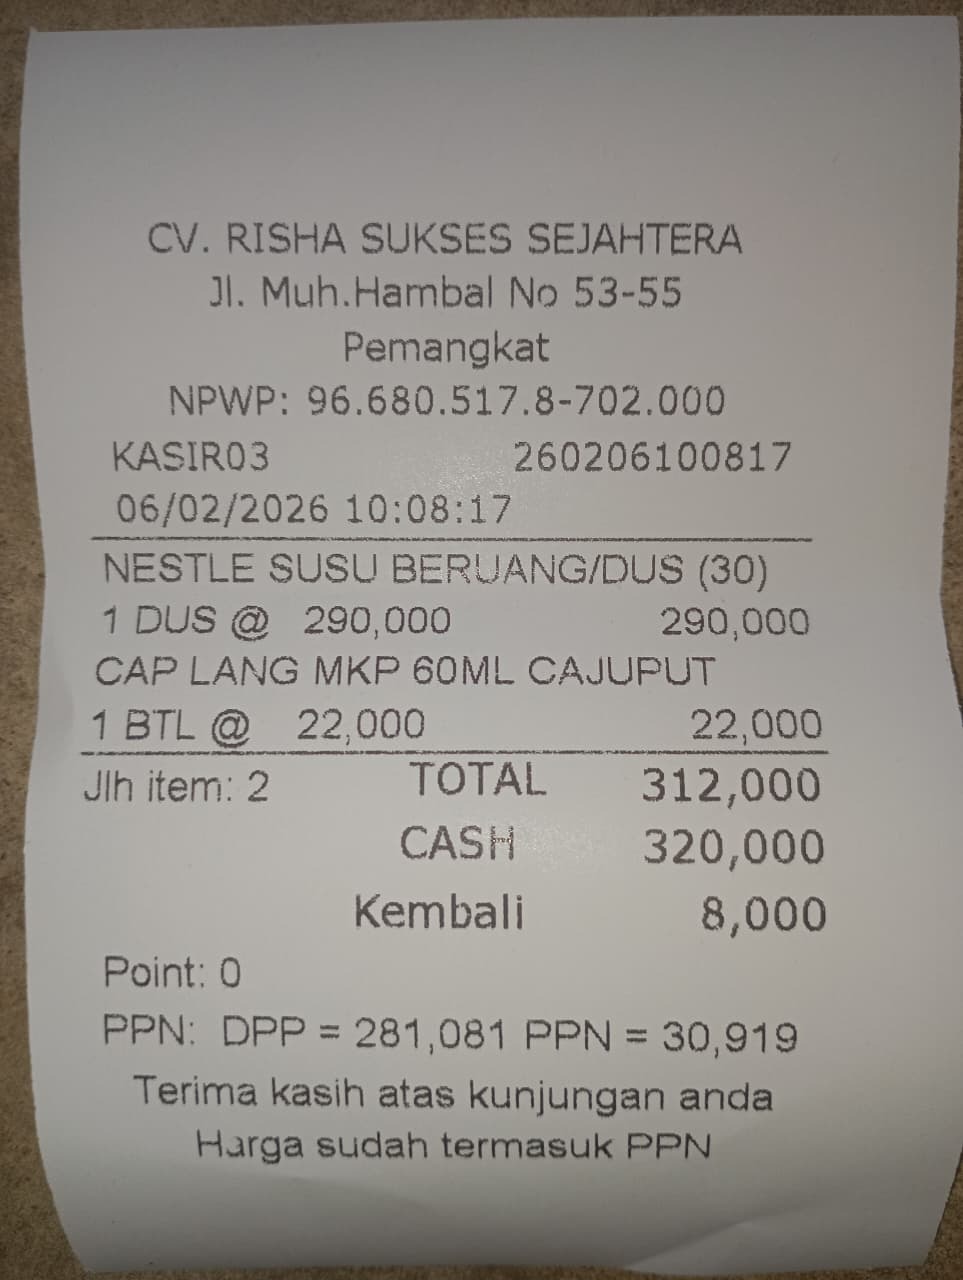 CV. RISHA SUKSES SEJAHTERA
Jl. Muh.Hambal No 53-55
Pemangkat
NPWP: 96.680.517.8-702.000
KASIR03 260206100817
06/02/2026 10:08:17
NESTLE SUSU BERUANG/DUS (30)
1 DUS @ 290,000 290,000
CAP LANG MKP 60ML CAJUPUT
1 BTL @ 22,000 22,000
Jlh item: 2 TOTAL 312,000
CASH 320,000
Kembali 8,000
Point: 0
PPN: DPP = 281,081 PPN = 30,919
Terima kasih atas kunjungan anda
Harga sudah termasuk PPN